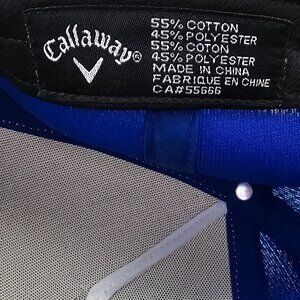 Callaway®
55% COTTON
45% POLYESTER
55% COTON
45% POLYESTER
MADE IN CHINA
FABRIQUE EN CHINE
CA#55666